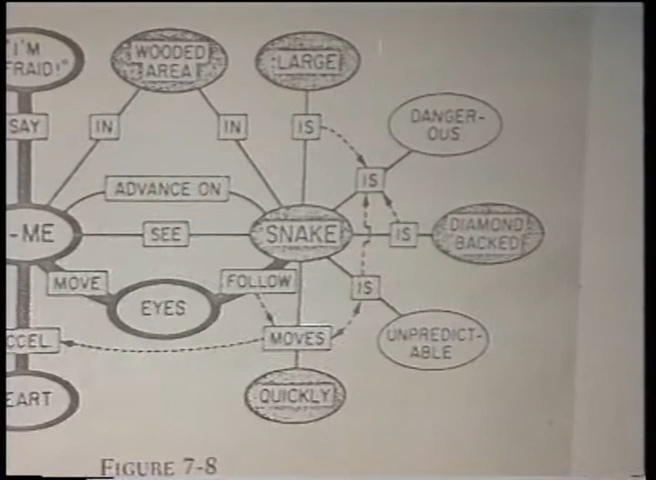 "I'M
FRAID!"
WOODED
AREA
LARGE
SAY
IN
IN
IS
DANGER-
OUS
IS
ADVANCE ON
-ME
SEE
SNAKE
IS
DIAMOND
BACKED
MOVE
FOLLOW
IS
EYES
CCEL.
MOVES
UNPREDICT-
ABLE
EART
QUICKLY
FIGURE 7-8